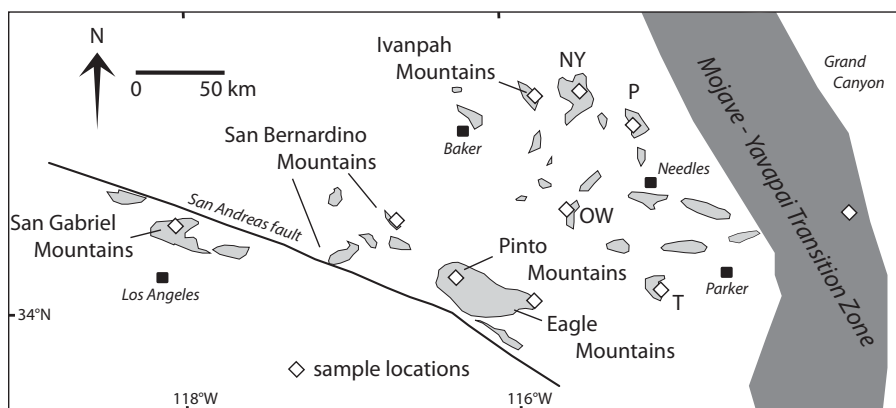 N
0 50 km
Ivanpah
Mountains
NY
P
Baker
San Bernardino
Mountains
Needles
Grand
Canyon
Mojave - Yavapai Transition Zone
San Andreas fault
San Gabriel
Mountains
OW
Pinto
Mountains
Los Angeles
Parker
T
34°N
Eagle
Mountains
sample locations
118°W
116°W